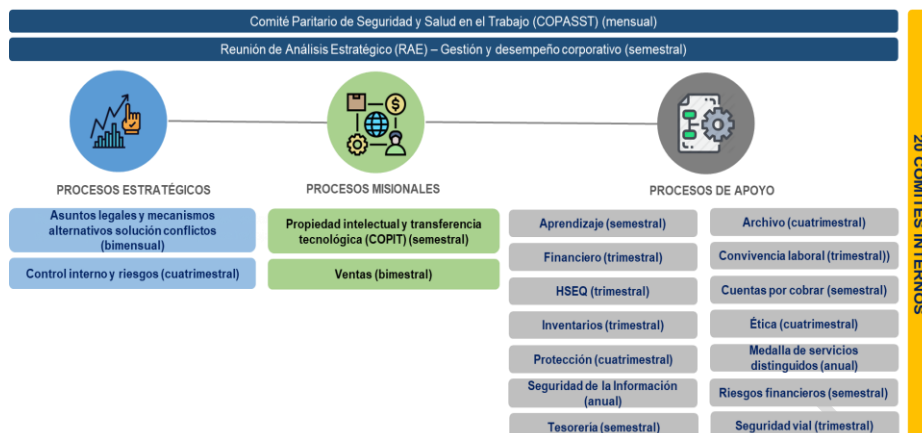 Comité Paritario de Seguridad y Salud en el Trabajo (COPASST) (mensual)
Reunión de Análisis Estratégico (RAE) – Gestión y desempeño corporativo (semestral)
PROCESOS ESTRATÉGICOS
Asuntos legales y mecanismos
alternativos solución conflictos
(bimensual)
Control interno y riesgos (cuatrimestral)
PROCESOS MISIONALES
Propiedad intelectual y transferencia
tecnológica (COPIT) (semestral)
Ventas (bimestral)
PROCESOS DE APOYO
Aprendizaje (semestral)
Financiero (trimestral)
HSEQ (trimestral)
Inventarios (trimestral)
Protección (cuatrimestral)
Seguridad de la Información
(anual)
Tesoreria (semestral)
Archivo (cuatrimestral)
Convivencia laboral (trimestral))
Cuentas por cobrar (semestral)
Ética (cuatrimestral)
Medalla de servicios
distinguidos (anual)
Riesgos financieros (semestral)
Seguridad vial (trimestral)
20 COMITÉS INTERNOS